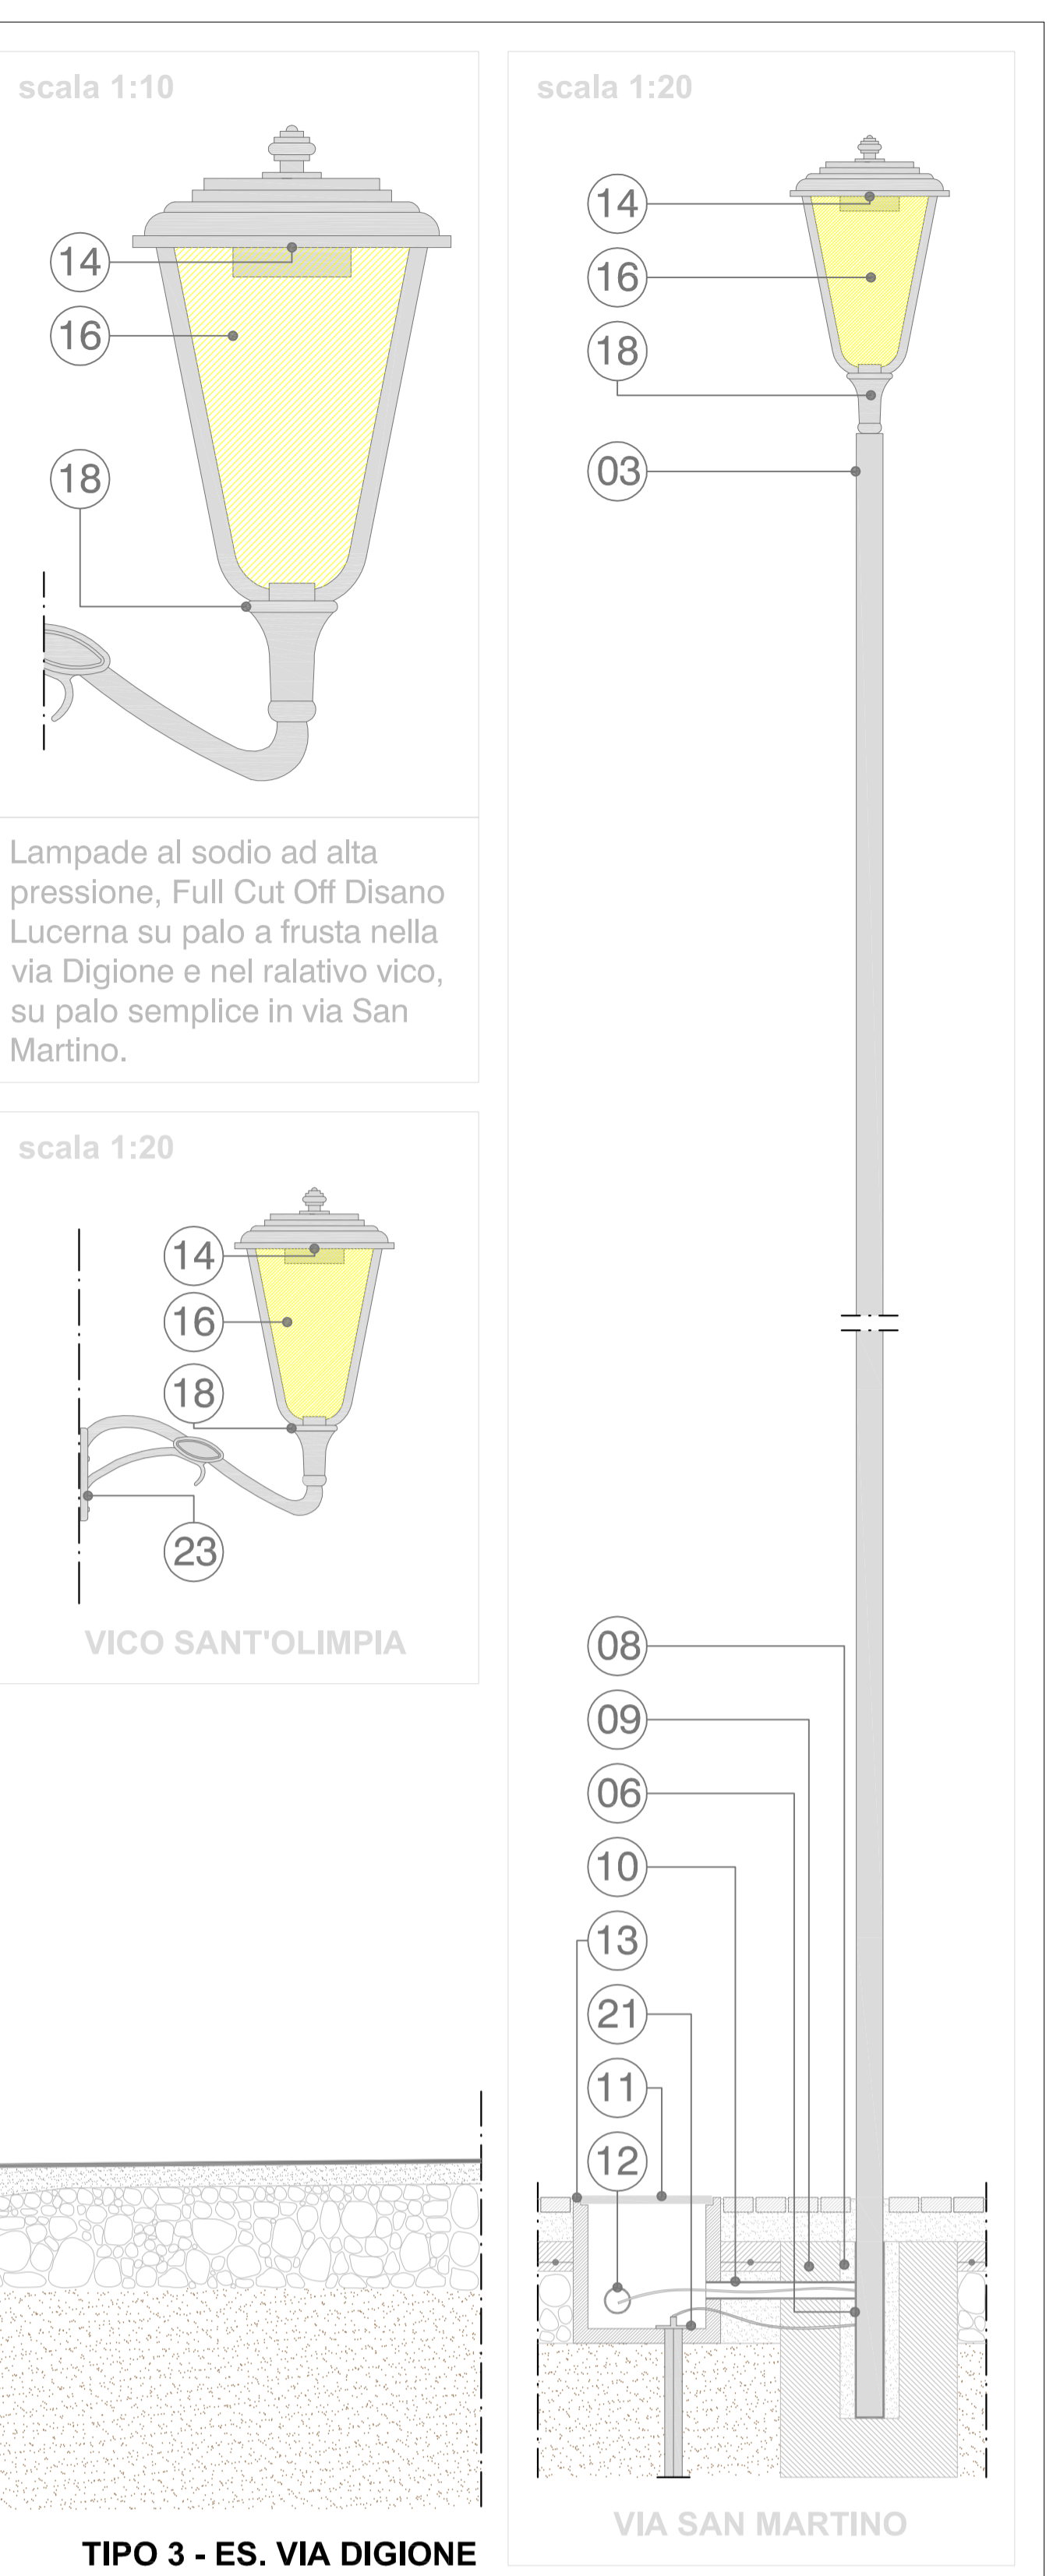 scala 1:10
14
16
18
Lampade al sodio ad alta
pressione, Full Cut Off Disano
Lucerna su palo a frusta nella
via Digione e nel ralativo vico,
su palo semplice in via San
Martino.
scala 1:20
14
16
18
23
VICO SANT'OLIMPIA
TIPO 3 - ES. VIA DIGIONE
scala 1:20
14
16
18
03
08
09
06
10
13
21
11
12
VIA SAN MARTINO